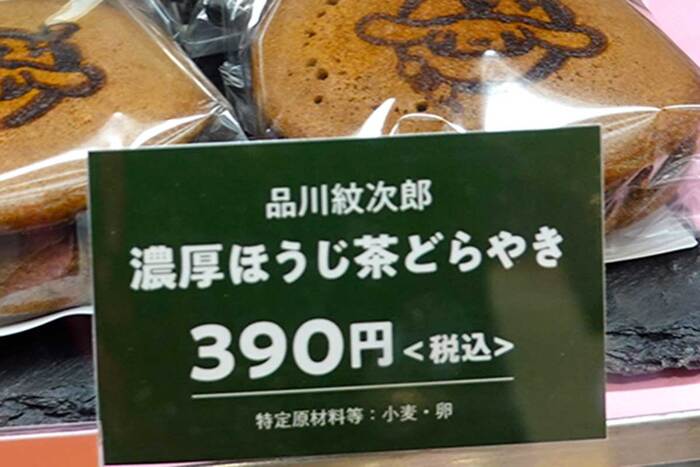 品川紋次郎
濃厚ほうじ茶どらやき
390円<税込>
特定原材料等：小麦・卵